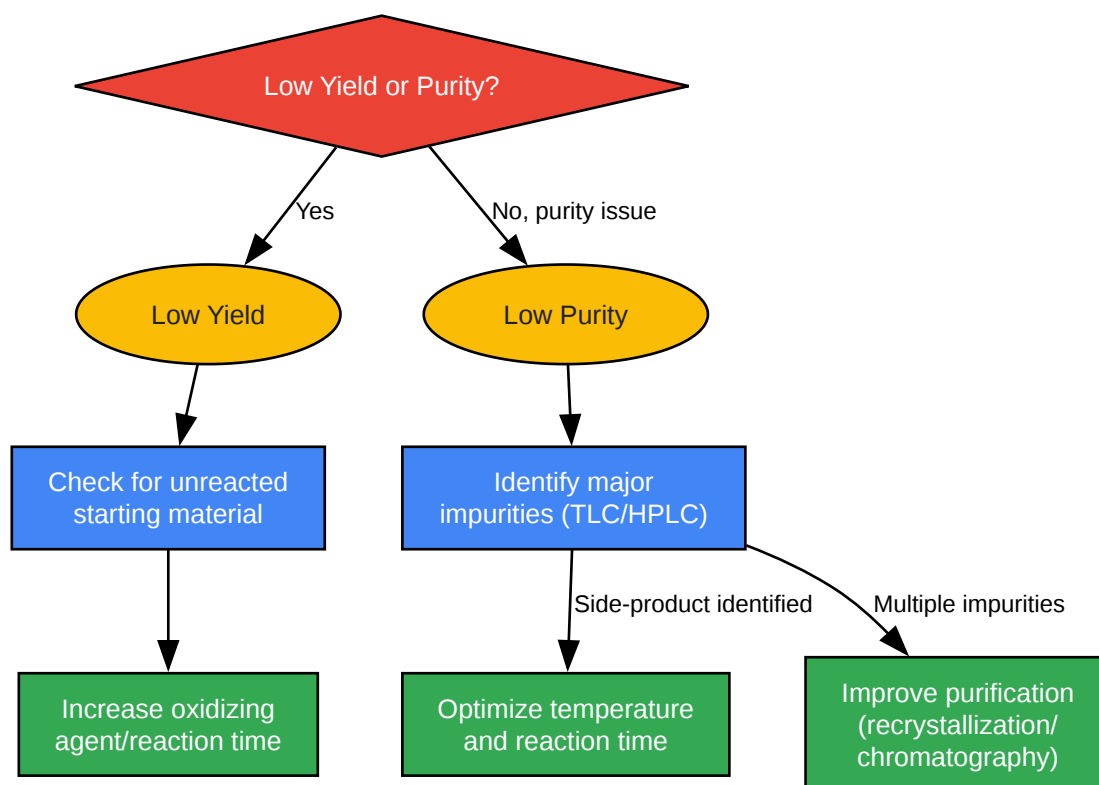 Low Yield or Purity?
Yes
No, purity issue
Low Yield
Low Purity
Check for unreacted
starting material
Identify major
impurities (TLC/HPLC)
Side-product identified
Multiple impurities
Increase oxidizing
agent/reaction time
Optimize temperature
and reaction time
Improve purification
(recrystallization/
chromatography)